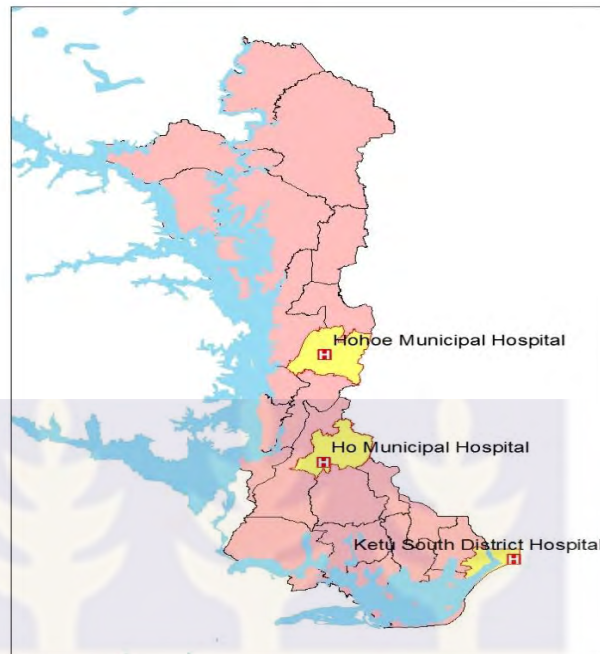 Hohoe Municipal Hospital
H
Ho Municipal Hospital
H
Ketu South District Hospital
H